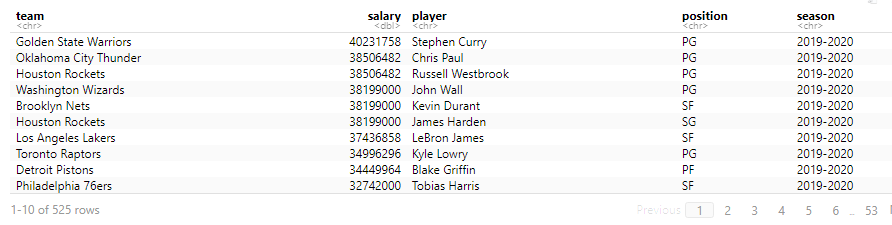 team salary player position season
<chr> <dbl> <chr> <chr> <chr>
Golden State Warriors 40231758 Stephen Curry PG 2019-2020
Oklahoma City Thunder 38506482 Chris Paul PG 2019-2020
Houston Rockets 38506482 Russell Westbrook PG 2019-2020
Washington Wizards 38199000 John Wall PG 2019-2020
Brooklyn Nets 38199000 Kevin Durant SF 2019-2020
Houston Rockets 38199000 James Harden SG 2019-2020
Los Angeles Lakers 37436858 LeBron James SF 2019-2020
Toronto Raptors 34996296 Kyle Lowry PG 2019-2020
Detroit Pistons 34449964 Blake Griffin PF 2019-2020
Philadelphia 76ers 32742000 Tobias Harris SF 2019-2020
1-10 of 525 rows Previous 1 2 3 4 5 6 ... 53